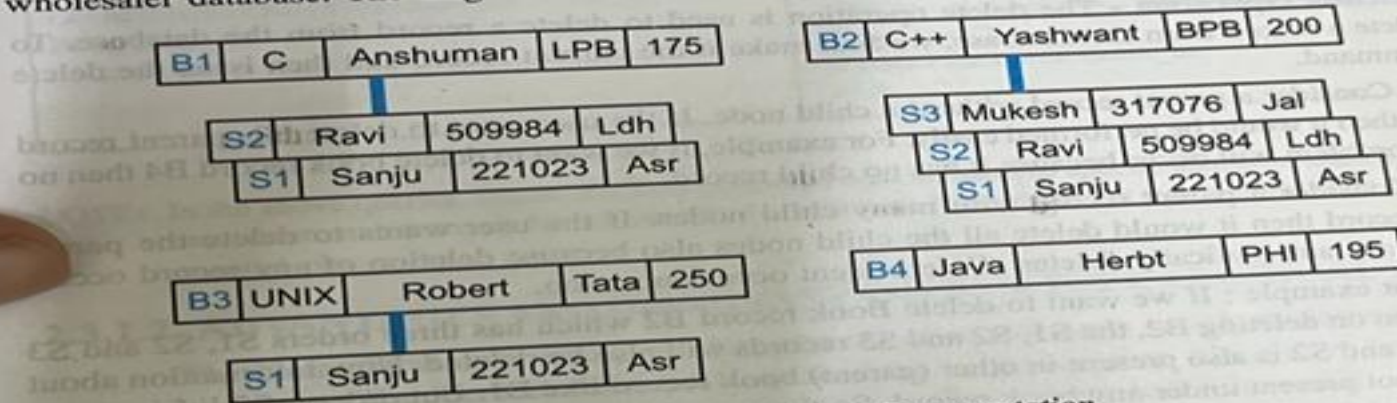 wholesaler database.
B1 C Anshuman LPB 175
S2 Ravi 509984 Ldh
S1 Sanju 221023 Asr
B2 C++ Yashwant BPB 200
S3 Mukesh 317076 Jal
S2 Ravi 509984 Ldh
S1 Sanju 221023 Asr
B3 UNIX Robert Tata 250
S1 Sanju 221023 Asr
B4 Java Herbt PHI 195